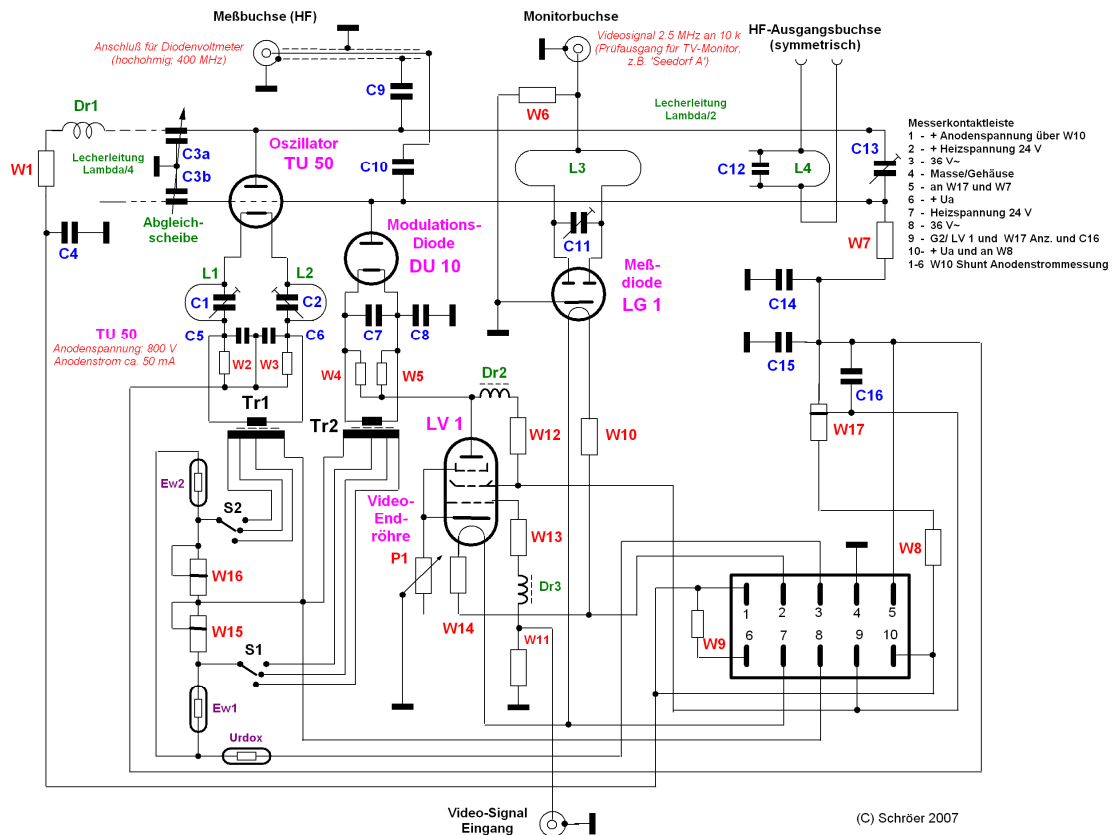 Meßbuchse (HF)
Anschluß für Diodenvoltmeter
(hochohmig; 400 MHz)
Monitorbuchse
Videosignal 2.5 MHz an 10 k
(Prüfausgang für TV-Monitor,
z.B. 'Seedorf A')
HF-Ausgangsbuchse
(symmetrisch)
Dr1
C9
W6
Lecherleitung
Lambda/2
Oszillator
TU 50
C3a
C3b
Lecherleitung
Lambda/4
W1
C10
L3
C12
L4
C13
Messerkontaktleiste
1 - + Anodenspannung über W10
2 - + Heizspannung 24 V
3 - 36 V~
4 - Masse/Gehäuse
5 - an W17 und W7
6 - + Ua
7 - Heizspannung 24 V
8 - 36 V~
9 - G2/ LV 1 und W17 Anz. und C16
10- + Ua und an W8
1-6 W10 Shunt Anodenstrommessung
Abgleich-
scheibe
C4
Modulations-
Diode
DU 10
C11
W7
Meß-
diode
LG 1
L1
L2
C1
C2
C14
TU 50
Anodenspannung: 800 V
Anodenstrom ca. 50 mA
C5
C6
C7
C8
C15
W2
W3
W4
W5
Dr2
C16
Tr1
Tr2
LV 1
W12
W10
W17
Ew2
S2
Video-
End-
röhre
W13
W8
P1
W16
Dr3
W14
W15
W11
W9
1
2
3
4
5
6
7
8
9
10
S1
Ew1
Urdox
Video-Signal
Eingang
(C) Schröer 2007